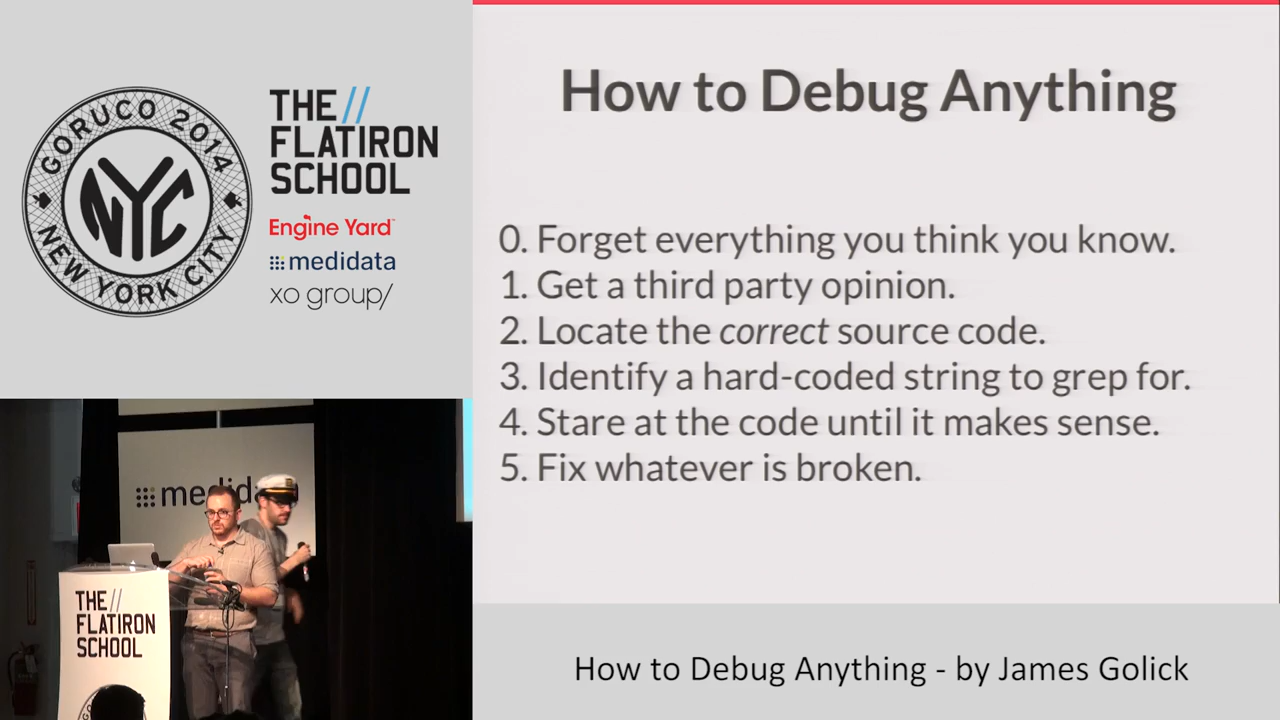 GORUCO 2014
NYC
NEW YORK CITY
THE //
FLATIRON
SCHOOL
Engine Yard™
medidata
xo group/
How to Debug Anything
0. Forget everything you think you know.
1. Get a third party opinion.
2. Locate the correct source code.
3. Identify a hard-coded string to grep for.
4. Stare at the code until it makes sense.
5. Fix whatever is broken.
medid
THE //
FLATIRON
SCHOOL
How to Debug Anything - by James Golick